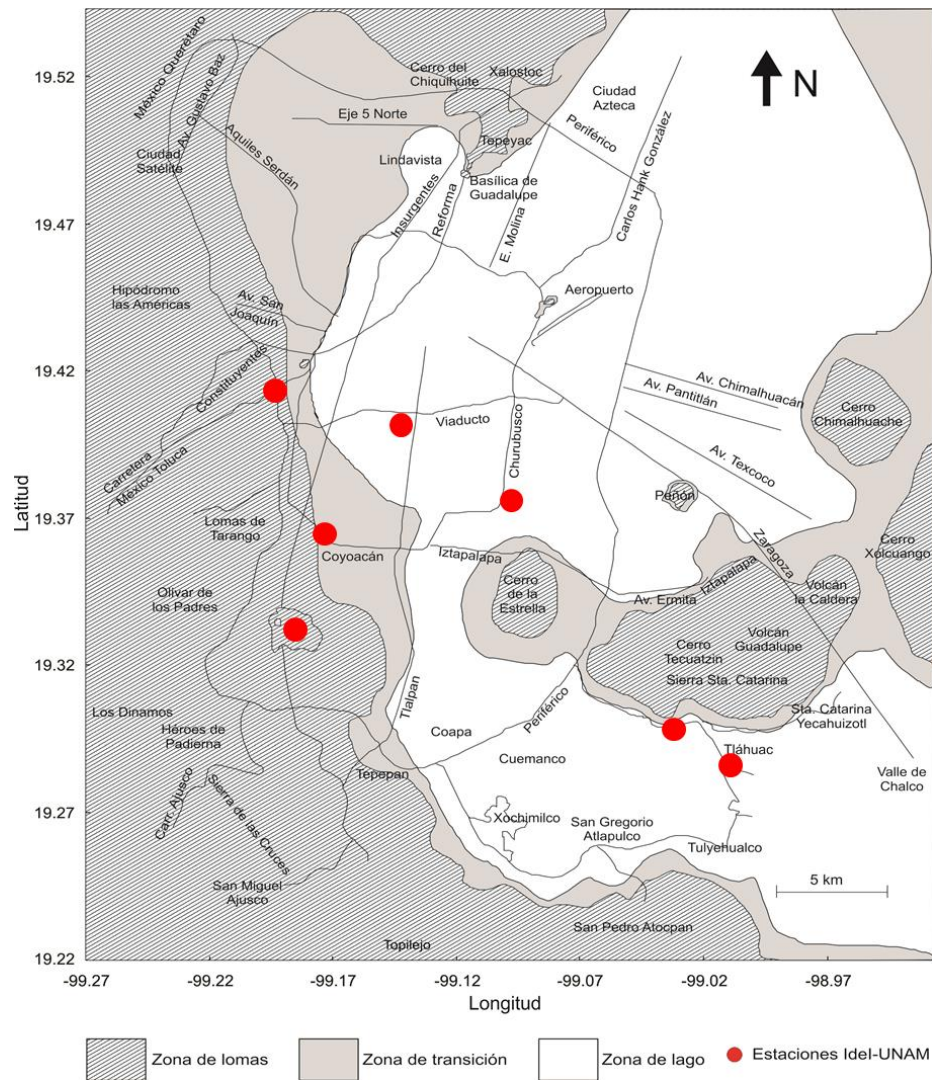 19.52
19.47
19.42
19.37
19.32
19.27
19.22
Latitud
México Querétaro
Av. Gustavo Baz
Cerro del
Chiqulhuite
Xalostoc
Ciudad
Azteca
N
Eje 5 Norte
Periférico
Carlos Hank González
Ciudad
Satélite
Aquiles Serdán
Lindavista
Tepeyac
Basílica de
Guadalupe
Insurgentes
Reforma
E. Molina
Hipódromo
las Américas
Av. San
Joaquín
Aeropuerto
Constituyentes
Av. Chimalhuacán
Av. Pantitlán
Cerro
Chimalhuache
Viaducto
Churubusco
Carretera
México Toluca
Av. Texcoco
Peñón
Lomas de
Tarango
Coyoacán
Iztapalapa
Zaragoza
Cerro
Xolcuango
Olivar de
los Padres
Cerro
de la
Estrella
Av. Ermita
Iztapalapa
Volcán
la Caldera
Cerro
Tecuatzin
Volcán
Guadalupe
Sierra Sta. Catarina
Los Dinamos
Héroes de
Padierna
Tlalpan
Coapa
Periférico
Cuemanco
Sta. Catarina
Yecahuizotl
Tláhuac
Valle de
Chalco
Tepepan
Carr. Ajusco
Sierra de las Cruces
Xochimilco
San Gregorio
Atlapulco
Tulyehualco
San Miguel
Ajusco
5 km
San Pedro Atocpan
Topilejo
-99.27
-99.22
-99.17
-99.12
-99.07
-99.02
-98.97
Longitud
Zona de lomas
Zona de transición
Zona de lago
Estaciones IdeI-UNAM